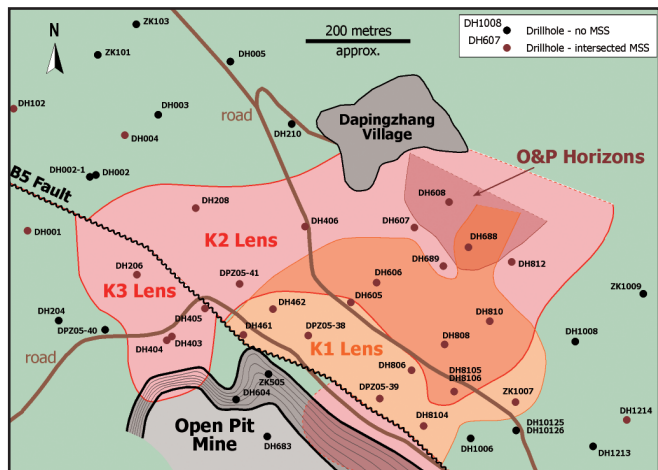 ZK103
ZK101
N
DH005
200 metres
approx.
DH1008
DH607
Drillhole - no MSS
Drillhole - intersected MSS
DH102
DH003
DH004
road
DH210
Dapingzhang
Village
O&P Horizons
B5 Fault
DH002-1
DH002
DH208
DH608
DH406
DH607
DH001
K2 Lens
DH688
DH689
DH812
DH206
K3 Lens
DPZ05-41
DH606
DH605
ZK1009
DH204
DPZ05-40
DH405
DH462
DH461
DPZ05-38
DH810
DH404
DH403
K1 Lens
DH808
DH1008
road
ZK505
DH604
DH806
DH8105
DH8106
DPZ05-39
ZK1007
Open Pit
Mine
DH683
DH8104
DH1006
DH10125
DH10126
DH1214
DH1213